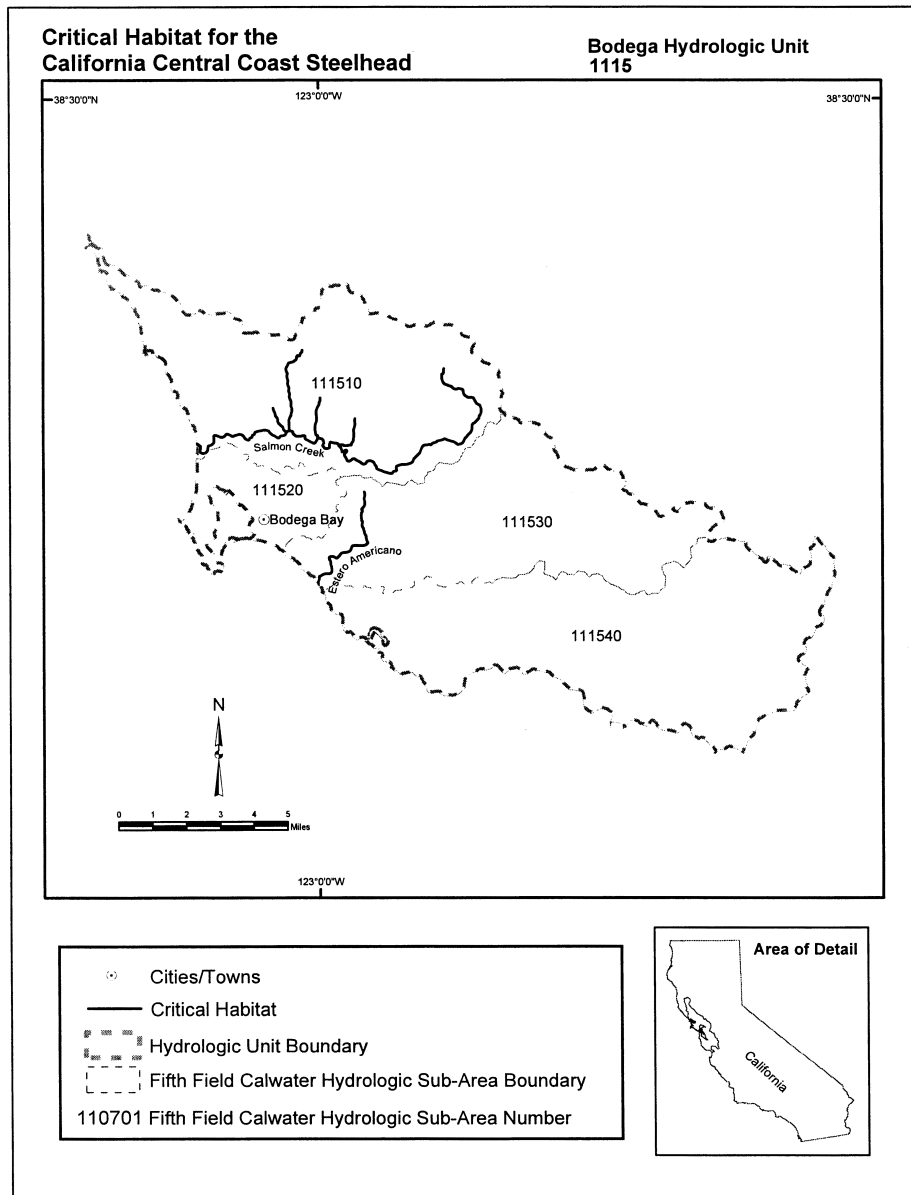 Critical Habitat for the
California Central Coast Steelhead
Bodega Hydrologic Unit
1115
38°30'0"N
123°0'0"W
38°30'0"N
111510
Salmon Creek
111520
Bodega Bay
111530
Estero Americano
111540
N
0 1 2 3 4 5
Miles
123°0'0"W
Cities/Towns
Critical Habitat
Hydrologic Unit Boundary
Fifth Field Calwater Hydrologic Sub-Area Boundary
110701 Fifth Field Calwater Hydrologic Sub-Area Number
Area of Detail
California